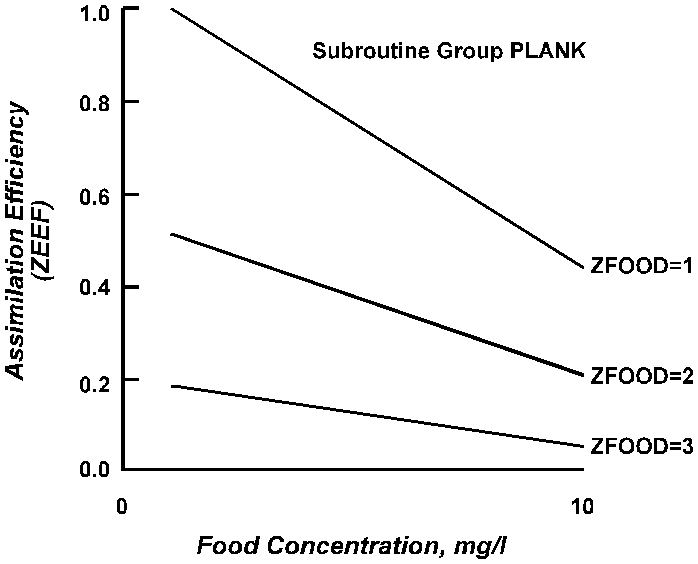 Subroutine Group PLANK
1.0
0.8
0.6
0.4
0.2
0.0
Assimilation Efficiency
(ZEEF)
ZFOOD=1
ZFOOD=2
ZFOOD=3
0
10
Food Concentration, mg/l